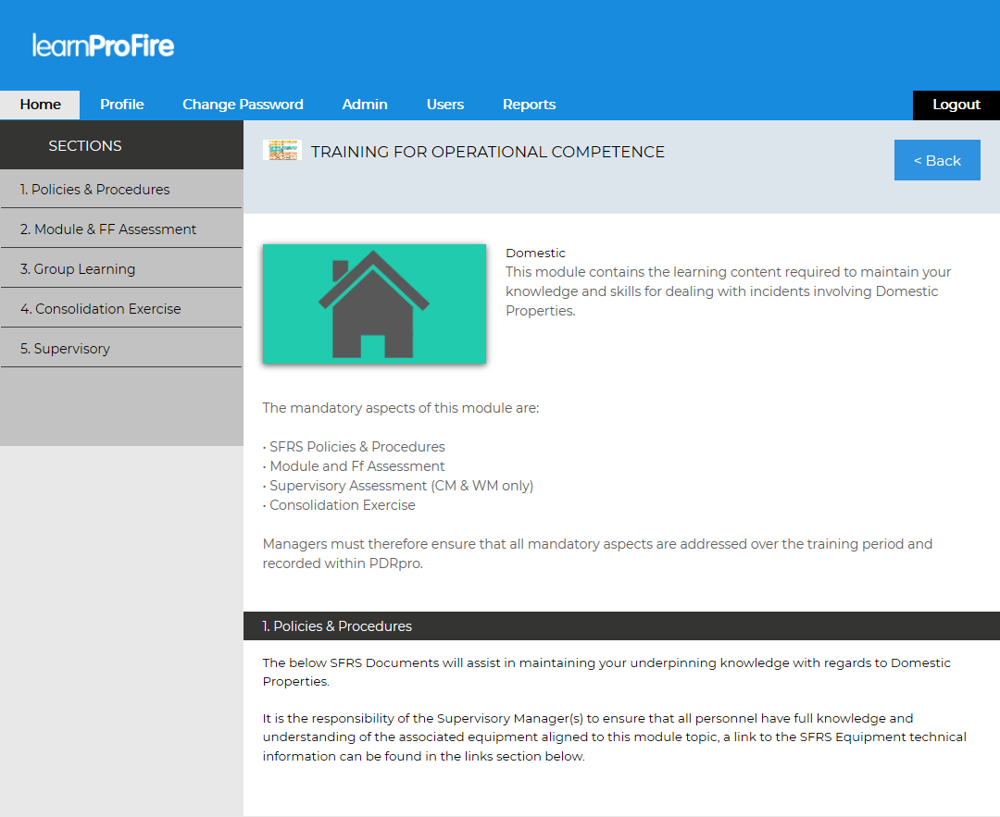 learnProFire
Home Profile Change Password Admin Users Reports Logout
SECTIONS
1. Policies & Procedures
2. Module & FF Assessment
3. Group Learning
4. Consolidation Exercise
5. Supervisory
TRAINING FOR OPERATIONAL COMPETENCE
< Back
Domestic
This module contains the learning content required to maintain your
knowledge and skills for dealing with incidents involving Domestic
Properties.
The mandatory aspects of this module are:
• SFRS Policies & Procedures
• Module and Ff Assessment
• Supervisory Assessment (CM & WM only)
• Consolidation Exercise
Managers must therefore ensure that all mandatory aspects are addressed over the training period and
recorded within PDRpro.
1. Policies & Procedures
The below SFRS Documents will assist in maintaining your underpinning knowledge with regards to Domestic
Properties.
It is the responsibility of the Supervisory Manager(s) to ensure that all personnel have full knowledge and
understanding of the associated equipment aligned to this module topic, a link to the SFRS Equipment technical
information can be found in the links section below.